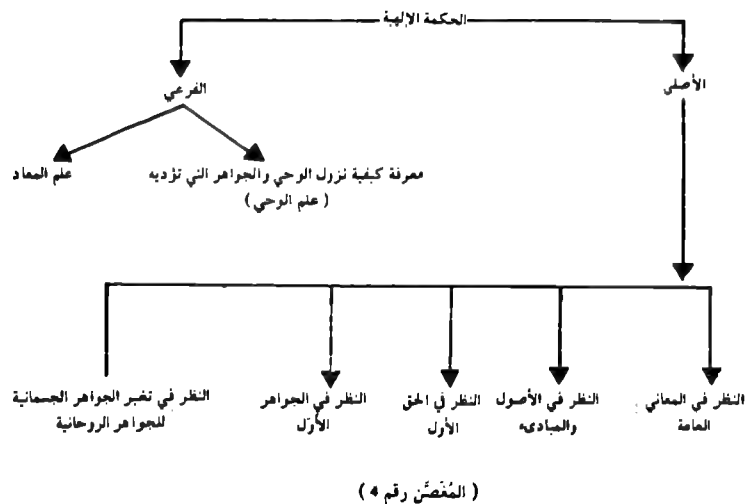 الحكمة الإلهية
الأصلي
الفرعي
معرفة كيفية نزول الوحي والجواهر التي تؤديه
( علم الوحي )
علم المعاد
النظر في المعاني
العامة
النظر في الأصول
والمبادىء
النظر في الحق
الأول
النظر في الجواهر
الأوّل
النظر في تغير الجواهر الجسمانية
للجواهر الروحانية
( المُغَصَّن رقم 4 )